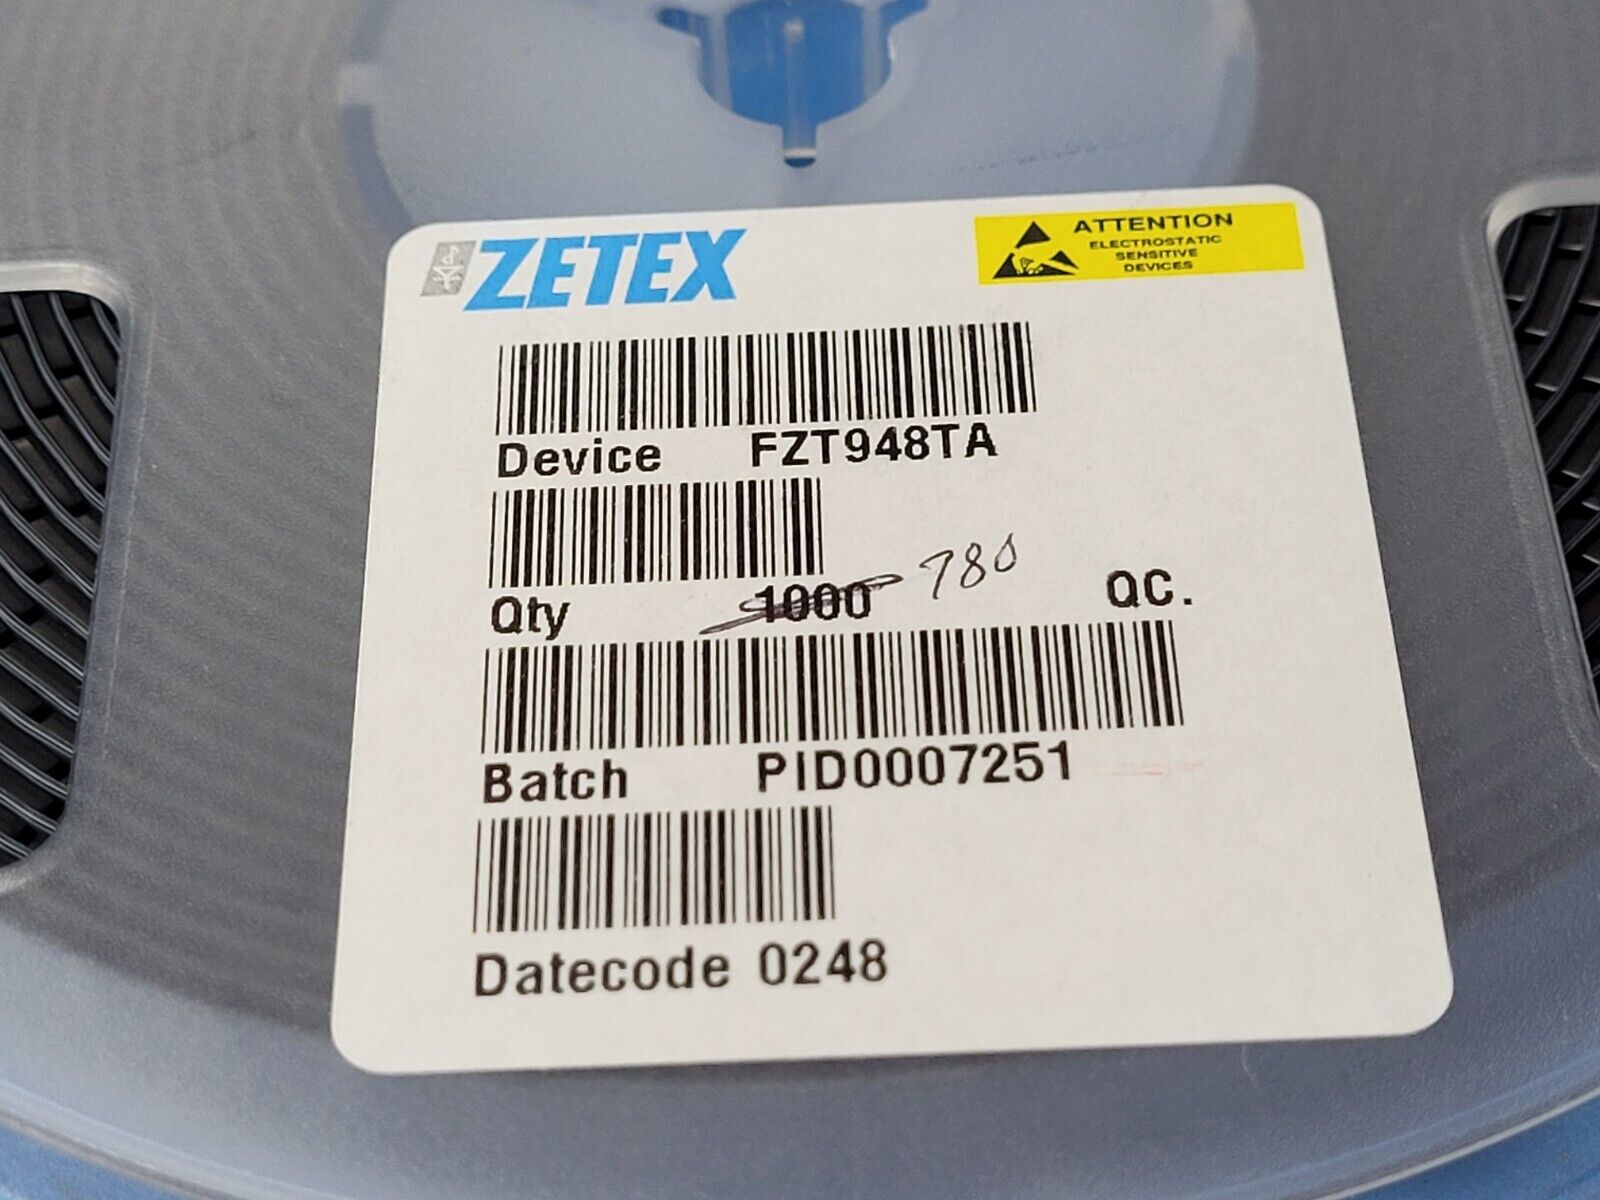 ZETEX
ATTENTION
ELECTROSTATIC
SENSITIVE
DEVICES
Device FZT948TA
Qty 1000 780 QC.
Batch PID0007251
Datecode 0248